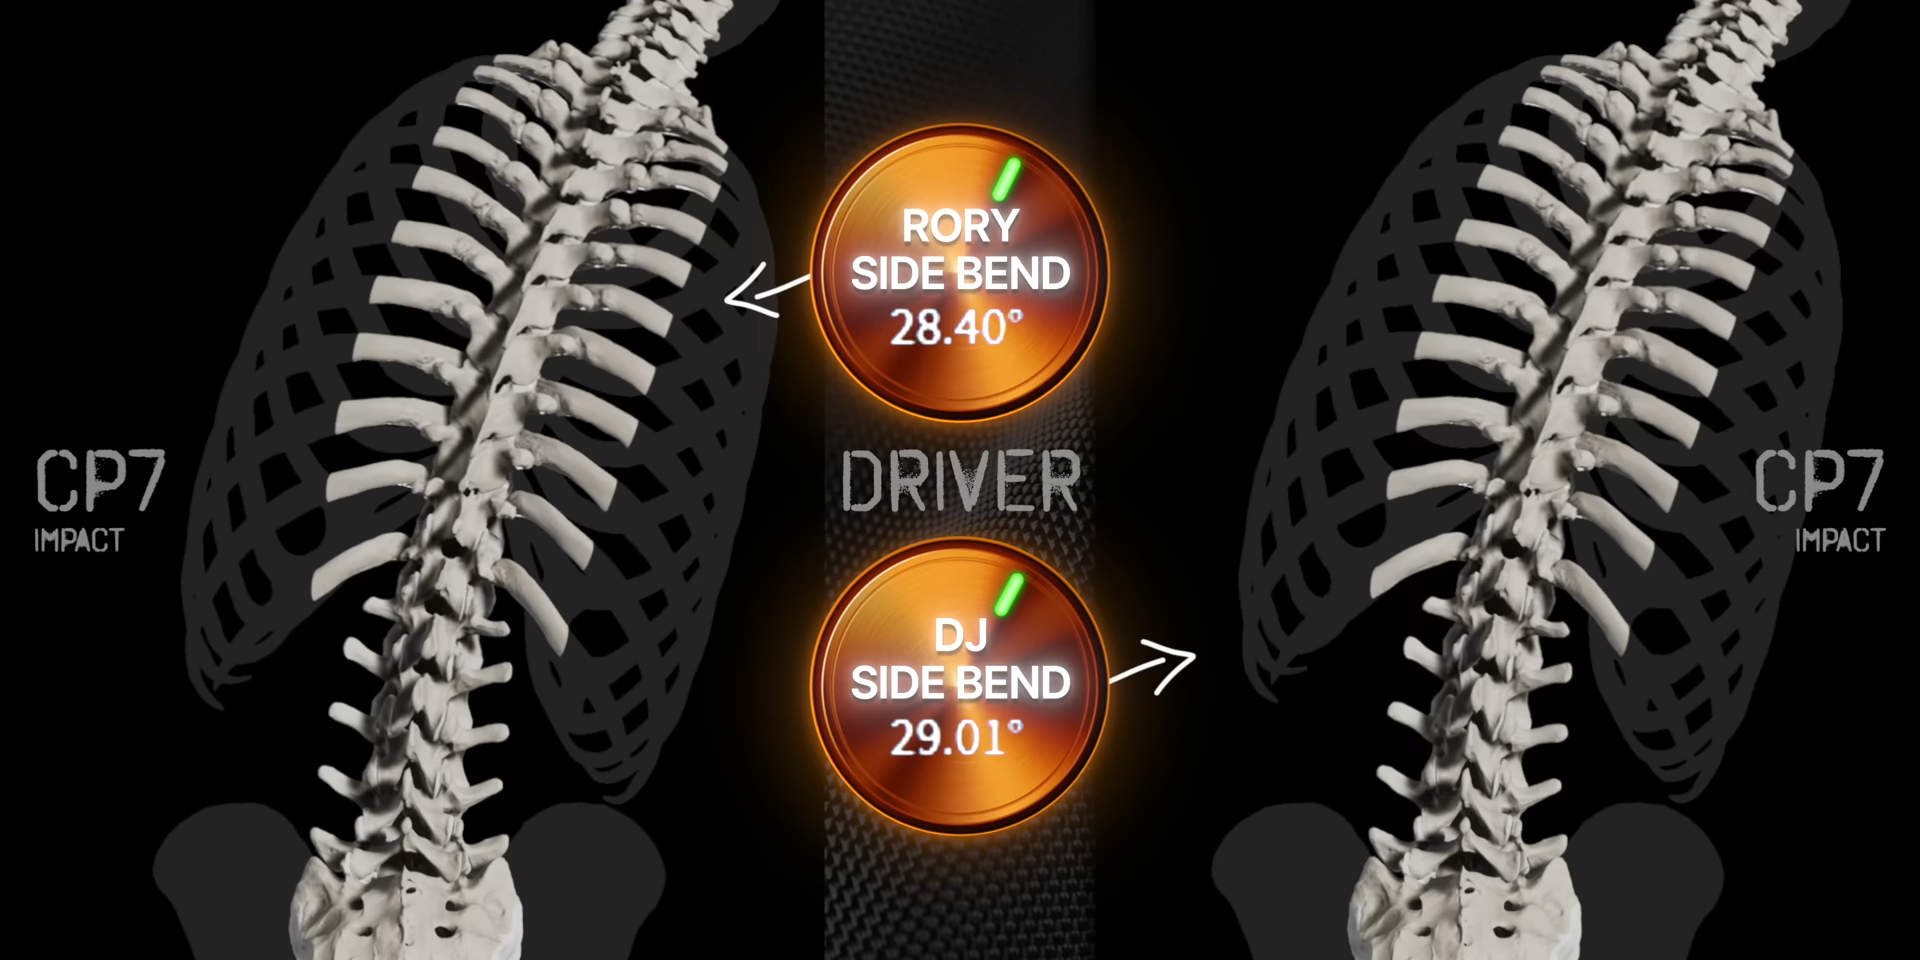 RORY
SIDE BEND
28.40°
CP7
IMPACT
DRIVER
CP7
IMPACT
DJ
SIDE BEND
29.01°